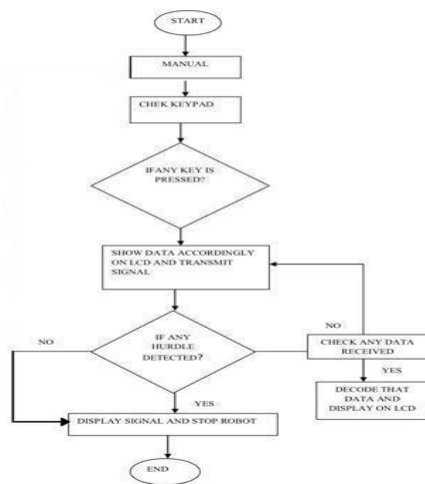 START
MANUAL
CHEK KEYPAD
IFANY KEY IS
PRESSED?
SHOW DATA ACCORDINGLY
ON LCD AND TRANSMIT
SIGNAL
NO
IF ANY
HURDLE
DETECTED?
NO
CHECK ANY DATA
RECEIVED
YES
DECODE THAT
DATA AND
DISPLAY ON LCD
YES
DISPLAY SIGNAL AND STOP ROBOT
END